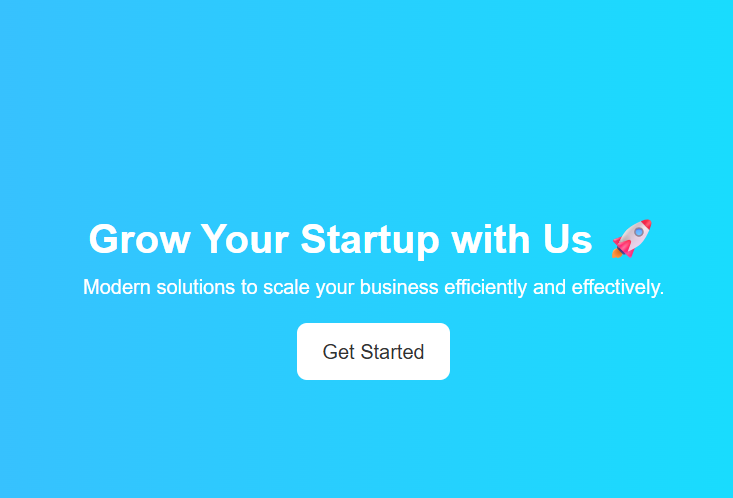 Grow Your Startup with Us 🚀
Modern solutions to scale your business efficiently and effectively.
Get Started